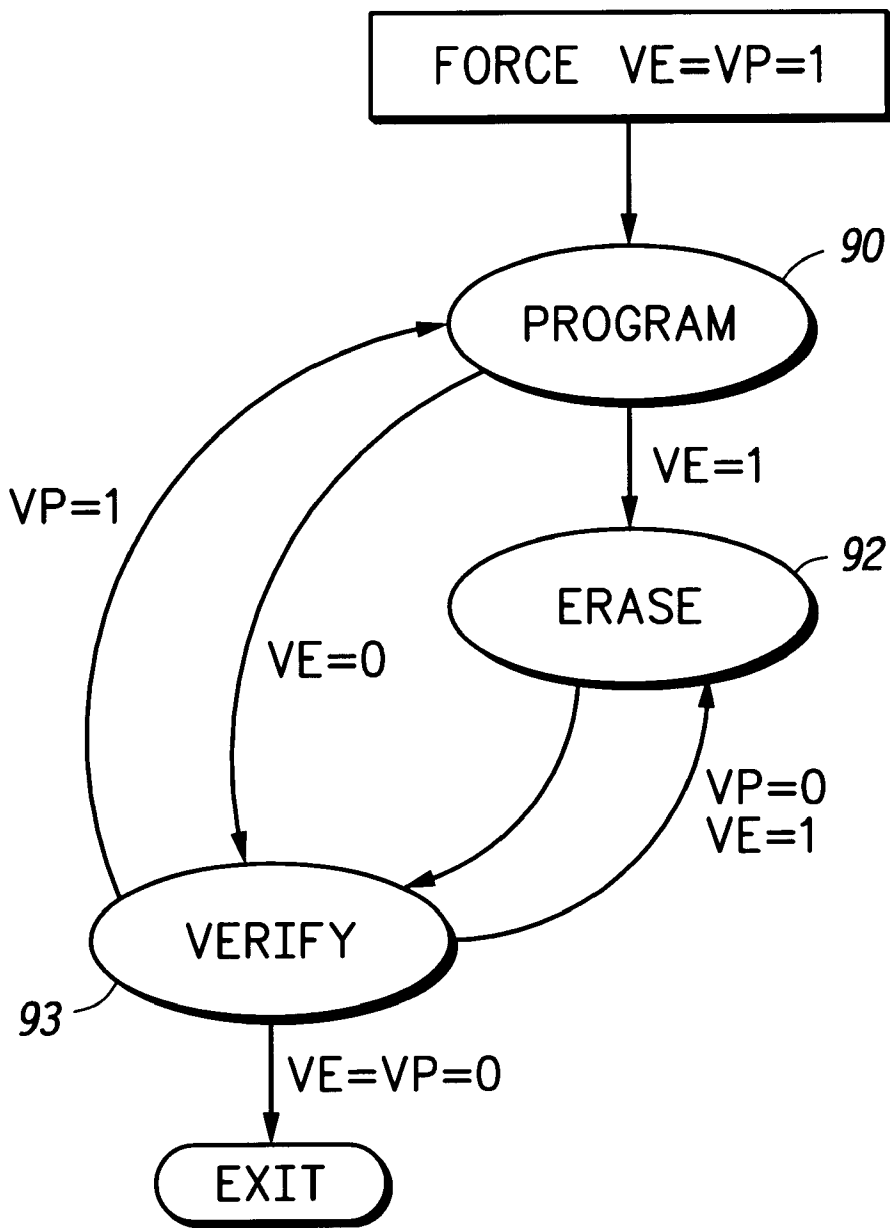 FORCE VE=VP=1
90
PROGRAM
VE=1
VP=1
92
ERASE
VE=0
VP=0
VE=1
VERIFY
93
VE=VP=0
EXIT